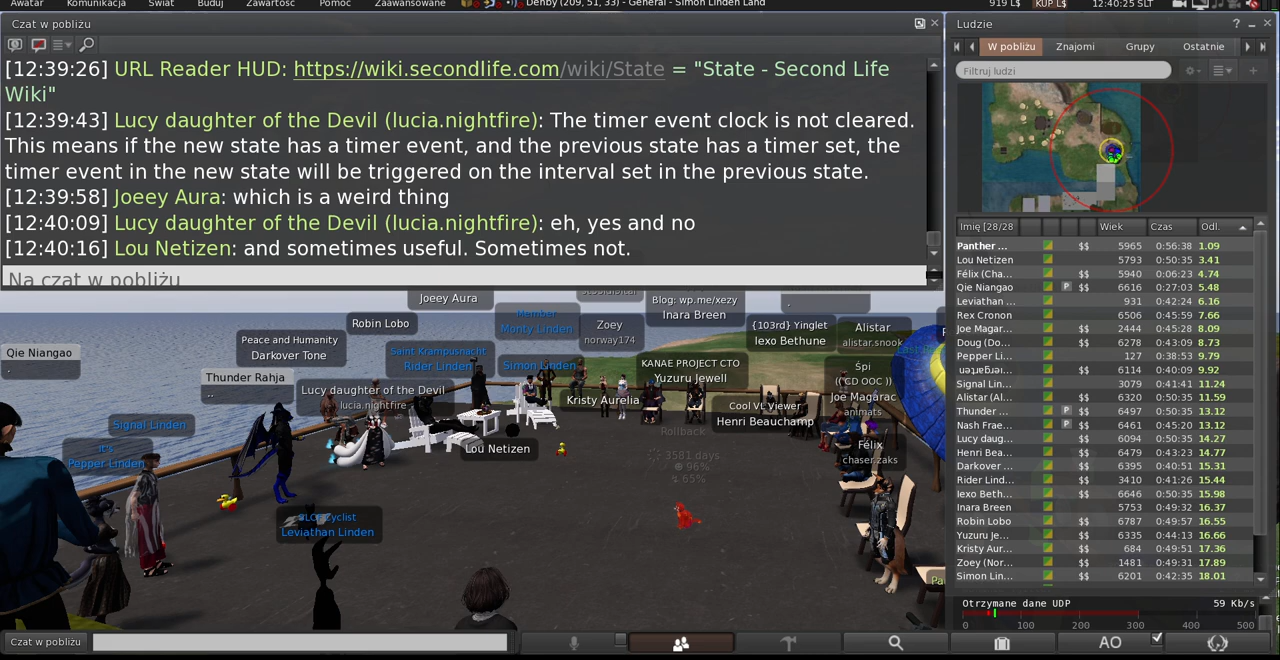 Awatar Komunikacja Świat Buduj Zawartość Pomoc Zaawansowane Denby (209, 51, 33) - General - Simon Linden Land 919 L$ KUP L$ 12:40:25 SLT
Czat w pobliżu
[12:39:26] URL Reader HUD: https://wiki.secondlife.com/wiki/State = "State - Second Life
Wiki"
[12:39:43] Lucy daughter of the Devil (lucia.nightfire): The timer event clock is not cleared.
This means if the new state has a timer event, and the previous state has a timer set, the
timer event in the new state will be triggered on the interval set in the previous state.
[12:39:58] Joeey Aura: which is a weird thing
[12:40:09] Lucy daughter of the Devil (lucia.nightfire): eh, yes and no
[12:40:16] Lou Netizen: and sometimes useful. Sometimes not.
Na czat w pobliżu
Joeey Aura
Blog: wp.me/xezy
Inara Breen
.
Robin Lobo
Member
Monty Linden
Zoey
norway174
{103rd} Yinglet
Iexo Bethune
Alistar
alistar.snook
Qie Niangao
.
Peace and Humanity
Darkover Tone
Saint Krampusnacht
Rider Linden
Simon Linden
KANAE PROJECT CTO
Yuzuru Jewell
Thunder Rahja
..
Lucy daughter of the Devil
lucia.nightfire
Kristy Aurelia
Śpi
(( CD OOC ))
Joe Magarac
animats
Cool VL Viewer
Henri Beauchamp
Signal Linden
It's
Pepper Linden
Lou Netizen
Rollback
3581 days
96%
65%
Félix
chaser.zaks
SLO Cyclist
Leviathan Linden
Czat w pobliżu
Ludzie
? _ ×
W pobliżu Znajomi Grupy Ostatnie
Filtruj ludzi
Imię [28/28 Wiek Czas Odl.
Panther ... $$ 5965 0:56:38 1.09
Lou Netizen 5793 0:50:35 3.41
Félix (Cha... $$ 5940 0:06:23 4.74
Qie Niangao P $$ 6616 0:27:03 5.48
Leviathan ... 931 0:42:24 6.16
Rex Cronon 6506 0:45:59 7.66
Joe Magar... $$ 2444 0:45:28 8.09
Doug (Do... $$ 6278 0:43:09 8.73
Pepper Li... 127 0:38:53 9.79
$$ 6114 0:40:09 9.92
Signal Lin... 3079 0:41:41 11.24
Alistar (Al... $$ 6320 0:50:35 11.59
Thunder ... P $$ 6497 0:50:35 13.12
Nash Frae... P $$ 6461 0:45:20 13.12
Lucy daug... $$ 6094 0:50:35 14.27
Henri Bea... $$ 6479 0:43:23 14.77
Darkover ... $$ 6395 0:40:51 15.31
Rider Lind... $$ 3410 0:41:26 15.44
Iexo Beth... $$ 6646 0:50:35 15.98
Inara Breen 5753 0:49:32 16.37
Robin Lobo $$ 6787 0:49:57 16.55
Yuzuru Je... $$ 6335 0:44:13 16.66
Kristy Aur... $$ 684 0:49:51 17.36
Zoey (Nor... $$ 1481 0:49:31 17.89
Simon Lin... $$ 6201 0:42:35 18.01
Otrzymane dane UDP 59 Kb/s
0 100 200 300 400 500
AO